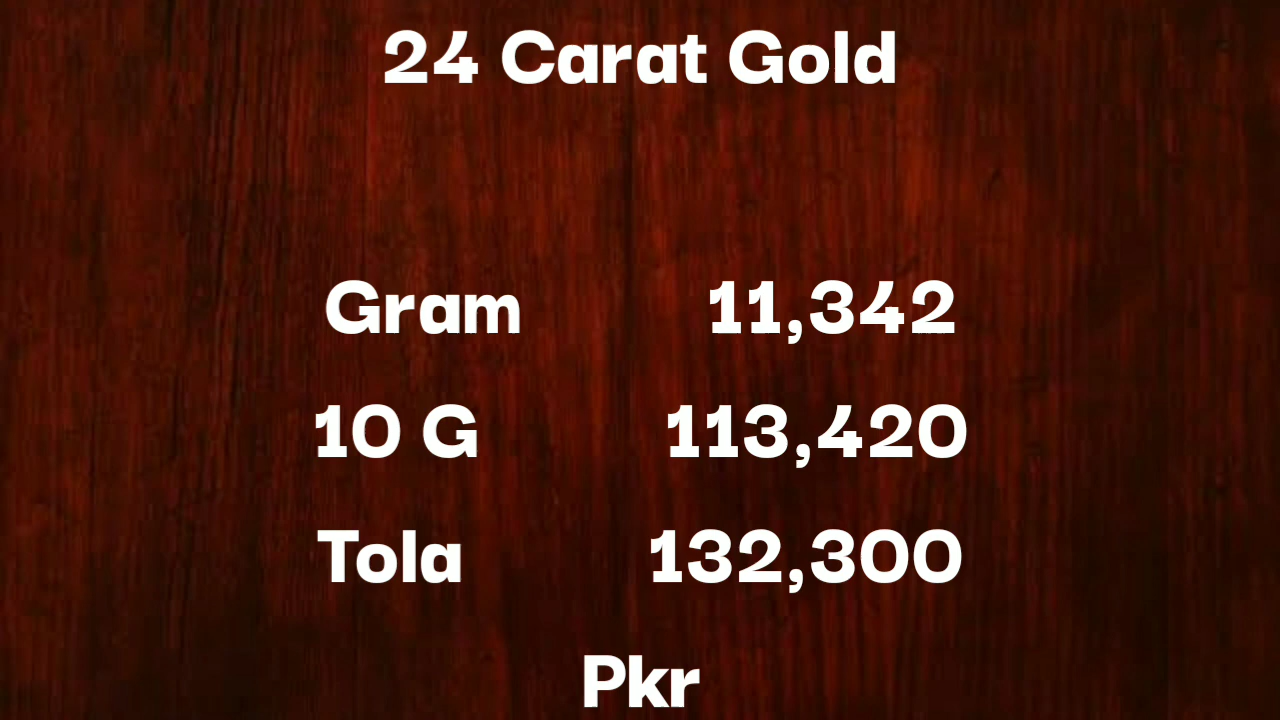 24 Carat Gold
Gram 11,342
10 G 113,420
Tola 132,300
Pkr